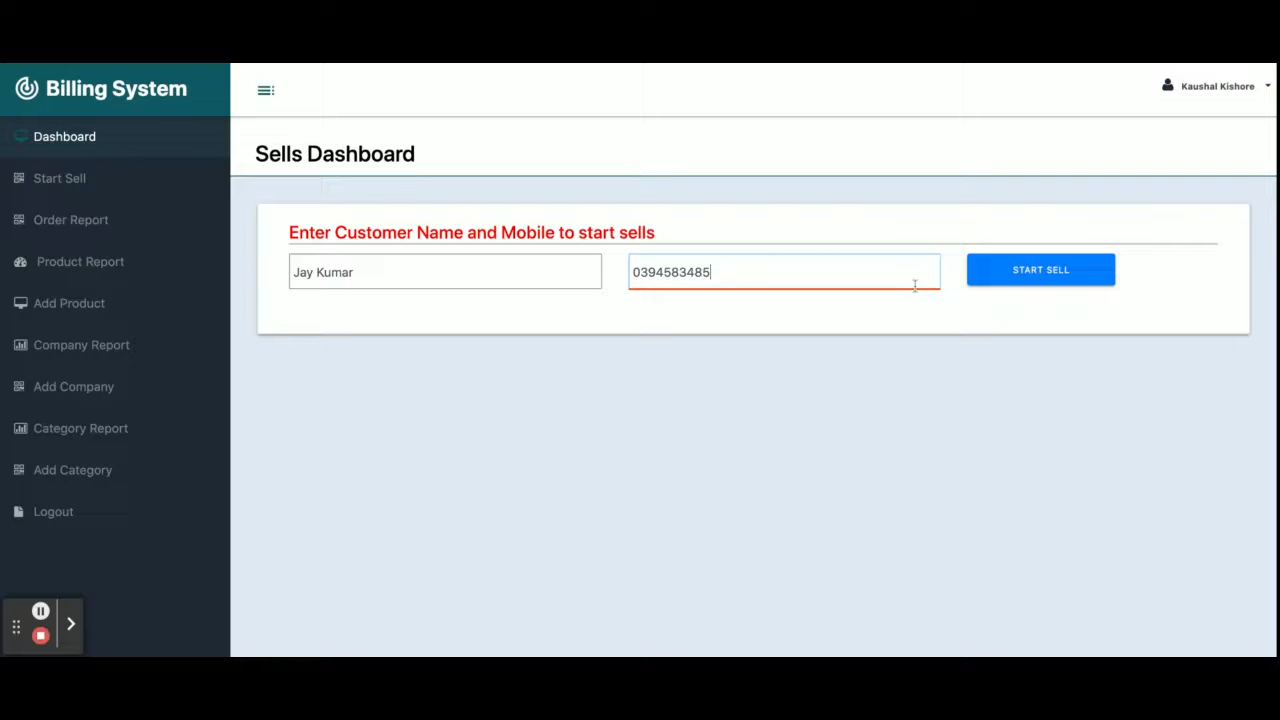 Billing System
Kaushal Kishore
Dashboard
Start Sell
Order Report
Product Report
Add Product
Company Report
Add Company
Category Report
Add Category
Logout
Sells Dashboard
Enter Customer Name and Mobile to start sells
Jay Kumar
0394583485
START SELL